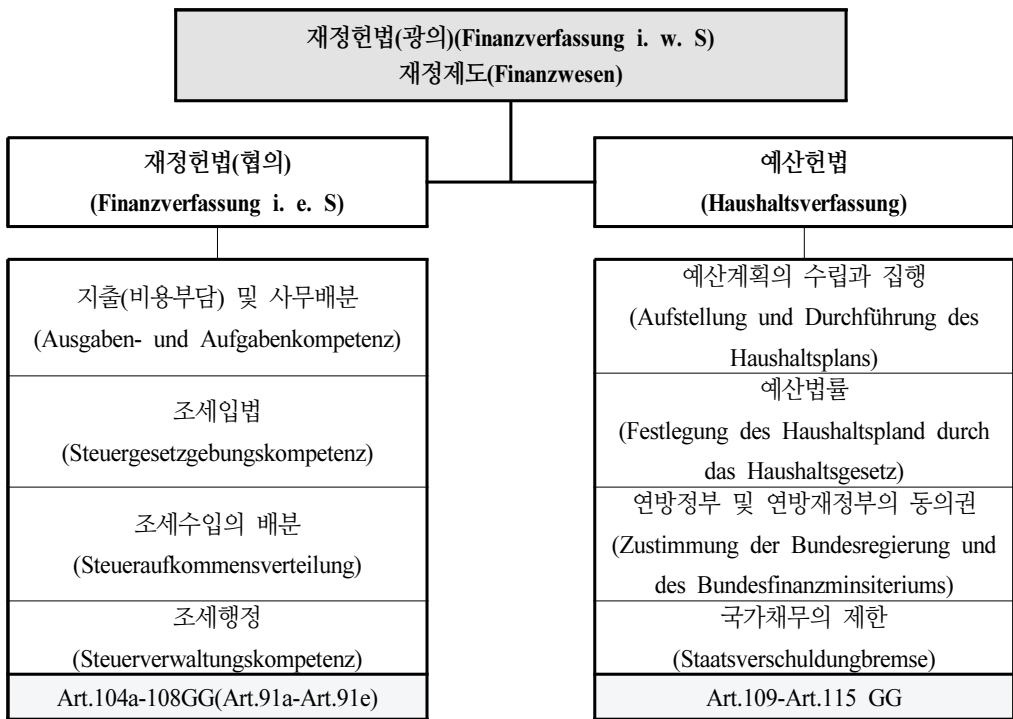 재정헌법(광의)(Finanzverfassung i. w. S)
재정제도(Finanzwesen)
재정헌법(협의)
(Finanzverfassung i. e. S)
지출(비용부담) 및 사무배분
(Ausgaben- und Aufgabenkompetenz)
조세입법
(Steuergesetzgebungskompetenz)
조세수입의 배분
(Steueraufkommensverteilung)
조세행정
(Steuerverwaltungskompetenz)
Art.104a-108GG(Art.91a-Art.91e)
예산헌법
(Haushaltsverfassung)
예산계획의 수립과 집행
(Aufstellung und Durchführung des
Haushaltsplans)
예산법률
(Festlegung des Haushaltspland durch
das Haushaltsgesetz)
연방정부 및 연방재정부의 동의권
(Zustimmung der Bundesregierung und
des Bundesfinanzminsiteriums)
국가채무의 제한
(Staatsverschuldungbremse)
Art.109-Art.115 GG